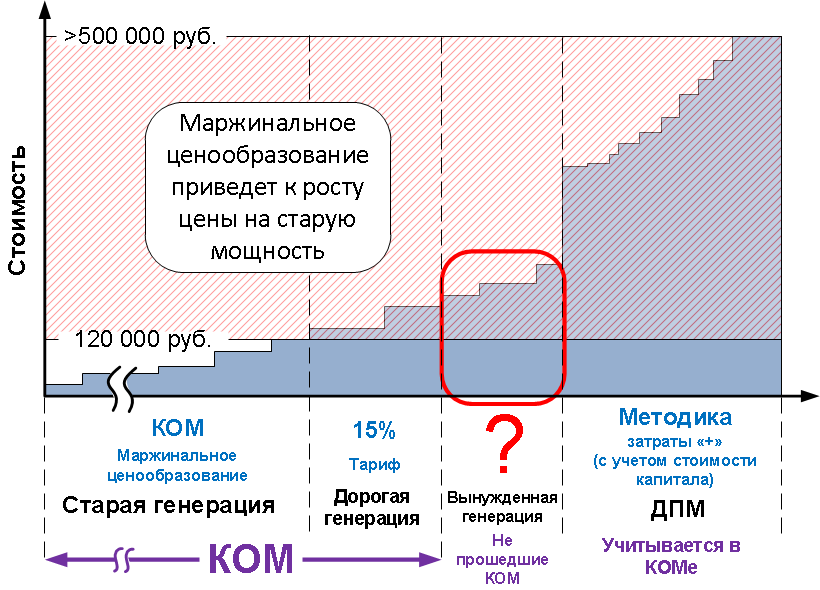 >500 000 руб.
Маржинальное
ценообразование
приведет к росту
цены на старую
мощность
Стоимость
120 000 руб.
КОМ
Маржинальное
ценообразование
Старая генерация
15%
Тариф
Дорогая
генерация
?
Вынужденная
генерация
Не
прошедшие
КОМ
Методика
затраты «+»
(с учетом стоимости
капитала)
ДПМ
Учитывается в
КОМе
КОМ